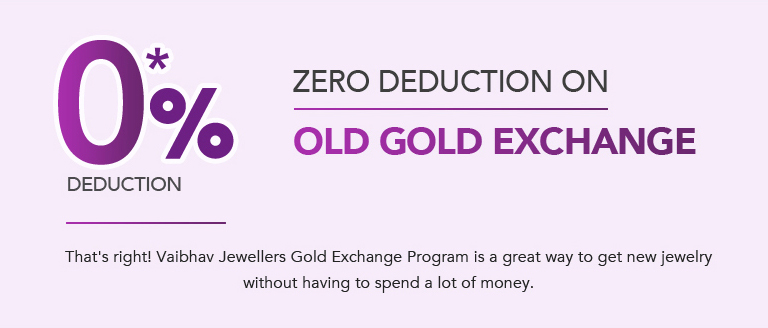 0*%
DEDUCTION
ZERO DEDUCTION ON
OLD GOLD EXCHANGE
That's right! Vaibhav Jewellers Gold Exchange Program is a great way to get new jewelry
without having to spend a lot of money.